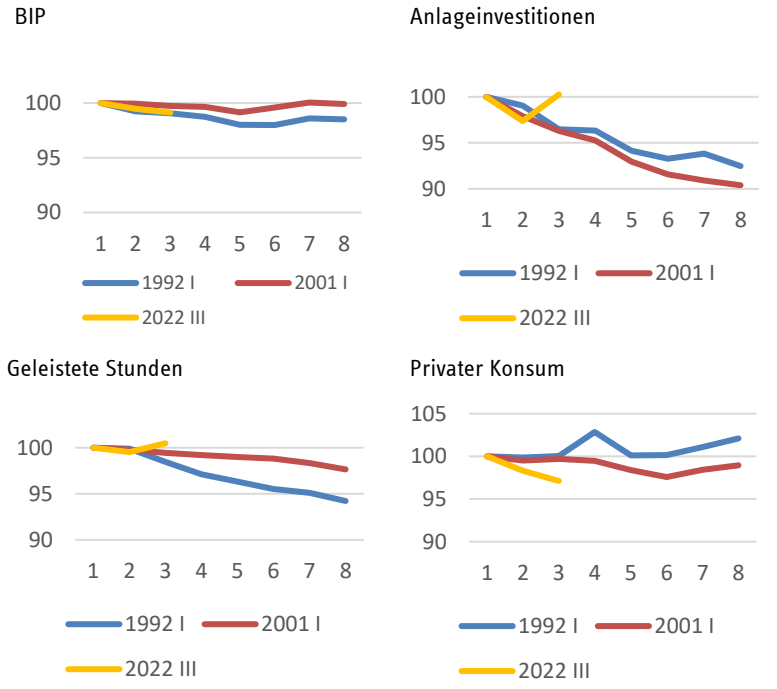 BIP
100
95
90
1 2 3 4 5 6 7 8
1992 I 2001 I
2022 III
Anlageinvestitionen
100
95
90
1 2 3 4 5 6 7 8
1992 I 2001 I
2022 III
Geleistete Stunden
100
95
90
1 2 3 4 5 6 7 8
1992 I 2001 I
2022 III
Privater Konsum
105
100
95
90
1 2 3 4 5 6 7 8
1992 I 2001 I
2022 III